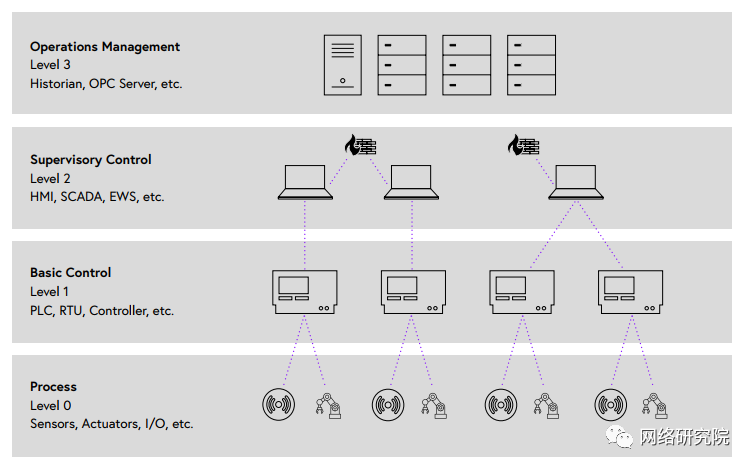 Operations Management
Level 3
Historian, OPC Server, etc.
Supervisory Control
Level 2
HMI, SCADA, EWS, etc.
Basic Control
Level 1
PLC, RTU, Controller, etc.
Process
Level 0
Sensors, Actuators, I/O, etc.
网络研究院